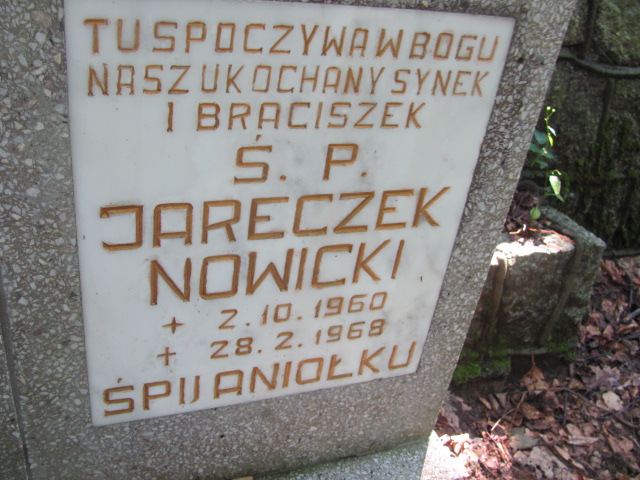 TU SPOCZYWA W BOGU
NASZ UKOCHANY SYNEK
I BRACISZEK
Ś. P.
JARECZEK
NOWICKI
+ 2.10.1960
+ 28.2.1968
ŚPIJ ANIOŁKU